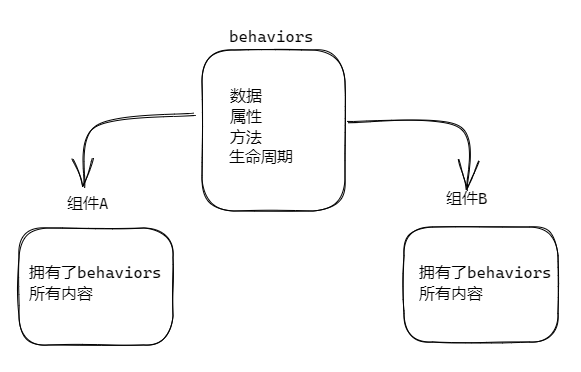 behaviors
数据
属性
方法
生命周期
组件A
拥有了behaviors
所有内容
组件B
拥有了behaviors
所有内容